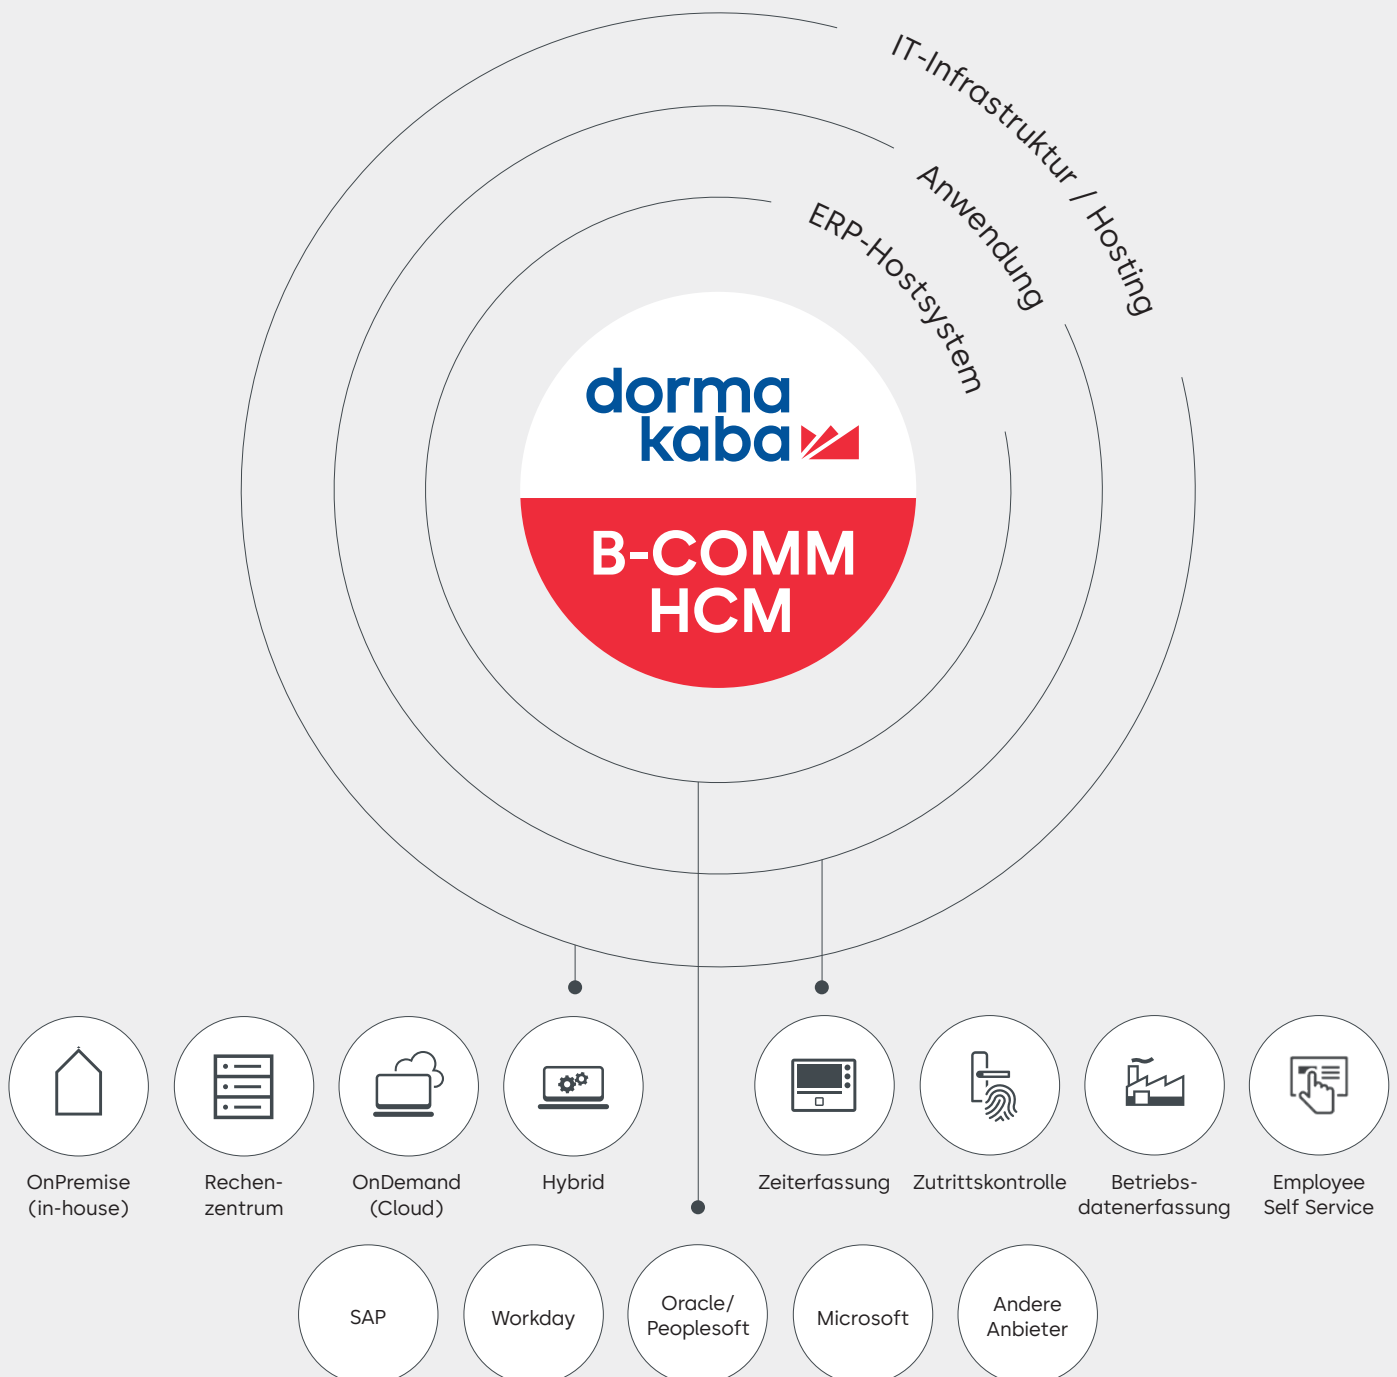 IT-Infrastruktur / Hosting
Anwendung
ERP-Hostsystem
dorma
kaba
B-COMM
HCM
OnPremise
(in-house)
Rechen-
zentrum
OnDemand
(Cloud)
Hybrid
Zeiterfassung
Zutrittskontrolle
Betriebs-
datenerfassung
Employee
Self Service
SAP
Workday
Oracle/
Peoplesoft
Microsoft
Andere
Anbieter